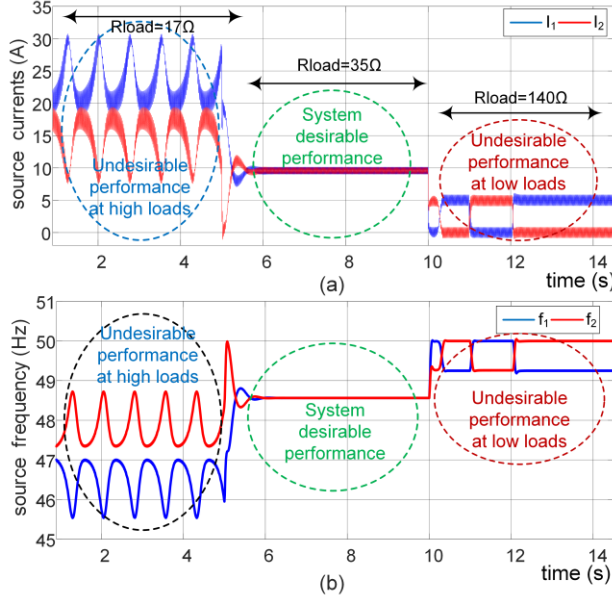 Rload=17Ω
I₁ I₂
35
30
25
20
15
10
5
0
source currents (A)
Rload=35Ω
Rload=140Ω
Undesirable
performance
at high loads
System
desirable
performance
Undesirable
performance
at low loads
2 4 6 8 10 12 14
time (s)
(a)
51
50
49
48
47
46
45
source frequency (Hz)
f₁ f₂
Undesirable
performance
at high loads
System
desirable
performance
Undesirable
performance
at low loads
2 4 6 8 10 12 14
time (s)
(b)